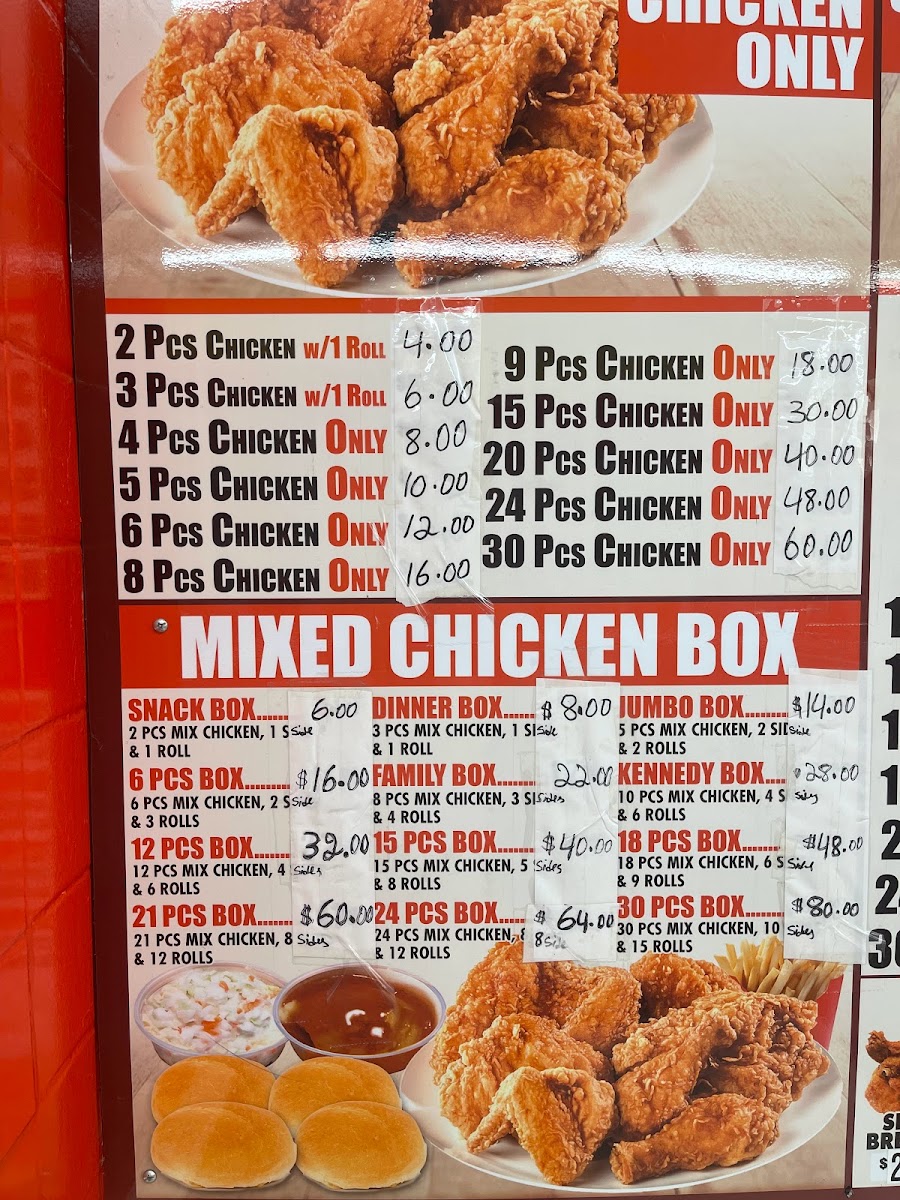 CHICKEN
ONLY
2 Pcs Chicken w/1 Roll 4.00
3 Pcs Chicken w/1 Roll 6.00
4 Pcs Chicken Only 8.00
5 Pcs Chicken Only 10.00
6 Pcs Chicken Only 12.00
8 Pcs Chicken Only 16.00
9 Pcs Chicken Only 18.00
15 Pcs Chicken Only 30.00
20 Pcs Chicken Only 40.00
24 Pcs Chicken Only 48.00
30 Pcs Chicken Only 60.00
MIXED CHICKEN BOX
SNACK BOX...... 6.00
2 PCS MIX CHICKEN, 1 Side
& 1 ROLL
DINNER BOX...... $8.00
3 PCS MIX CHICKEN, 1 Side
& 1 ROLL
JUMBO BOX........ $14.00
5 PCS MIX CHICKEN, 2 Side
& 2 ROLLS
6 PCS BOX........ $16.00
6 PCS MIX CHICKEN, 2 Side
& 3 ROLLS
FAMILY BOX....... 22.00
8 PCS MIX CHICKEN, 3 Sides
& 4 ROLLS
KENNEDY BOX.... 28.00
10 PCS MIX CHICKEN, 4 Sides
& 6 ROLLS
12 PCS BOX....... 32.00
12 PCS MIX CHICKEN, 4 Sides
& 6 ROLLS
15 PCS BOX....... $40.00
15 PCS MIX CHICKEN, 5 Sides
& 8 ROLLS
18 PCS BOX....... $48.00
18 PCS MIX CHICKEN, 6 Sides
& 9 ROLLS
21 PCS BOX....... $60.00
21 PCS MIX CHICKEN, 8 Sides
& 12 ROLLS
24 PCS BOX.... $64.00
24 PCS MIX CHICKEN, 8 Side
& 12 ROLLS
30 PCS BOX....... $80.00
30 PCS MIX CHICKEN, 10 Sides
& 15 ROLLS